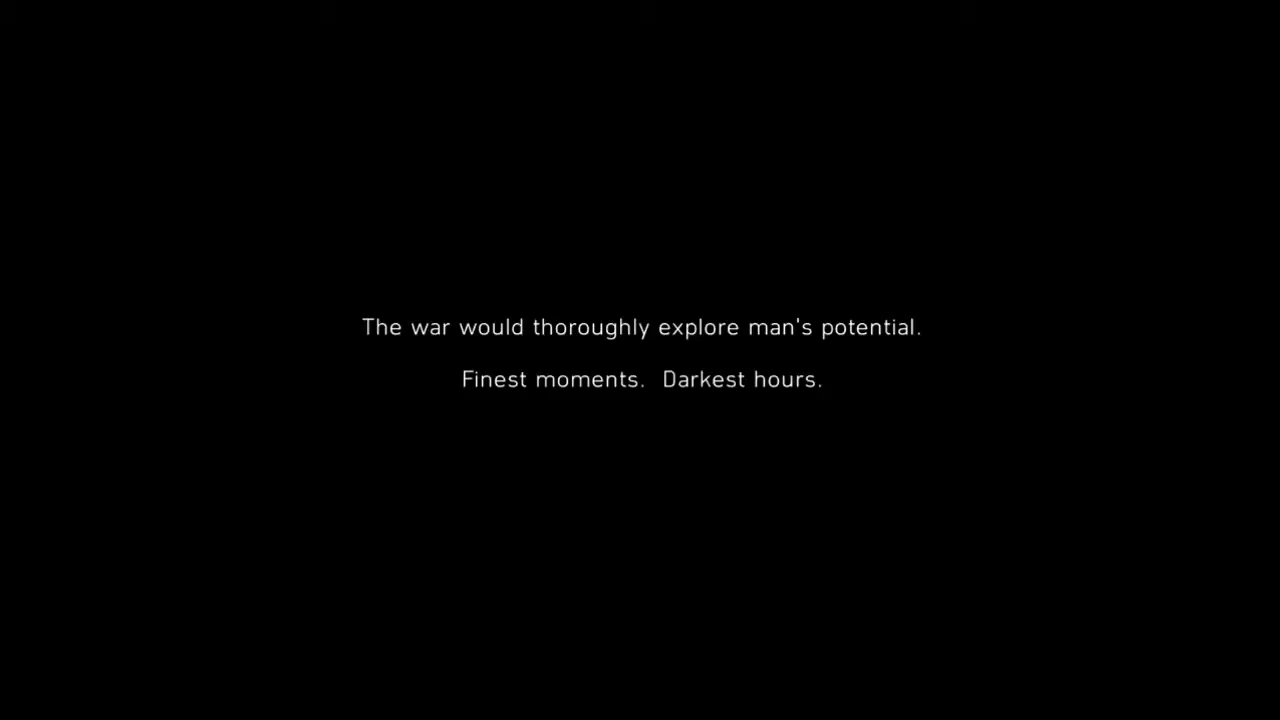 The war would thoroughly explore man's potential.
Finest moments.  Darkest hours.